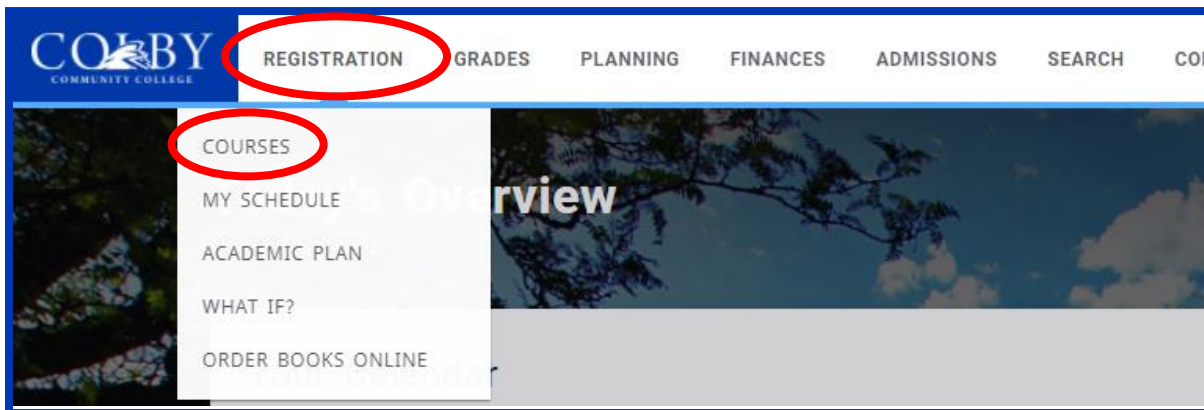 COLBY
COMMUNITY COLLEGE
REGISTRATION GRADES PLANNING FINANCES ADMISSIONS SEARCH
COURSES
MY SCHEDULE
Overview
ACADEMIC PLAN
WHAT IF?
ORDER BOOKS ONLINE